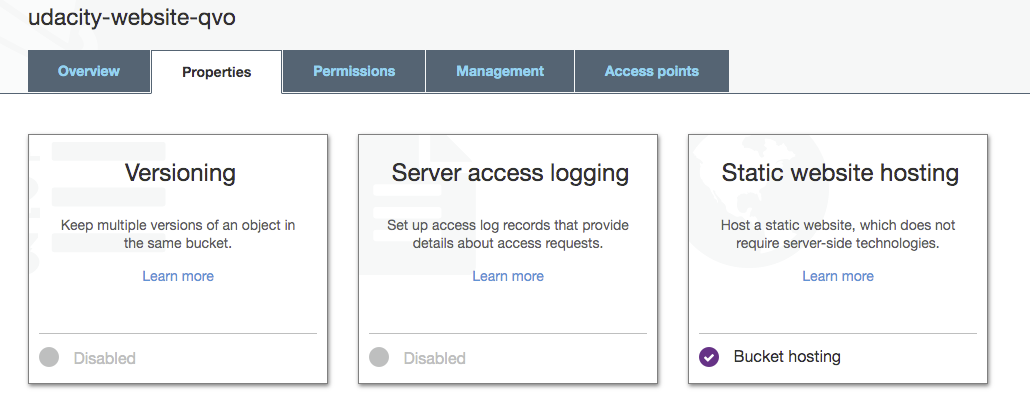 udacity-website-qvo
Overview
Properties
Permissions
Management
Access points
Versioning
Keep multiple versions of an object in
the same bucket.
Learn more
Disabled
Server access logging
Set up access log records that provide
details about access requests.
Learn more
Disabled
Static website hosting
Host a static website, which does not
require server-side technologies.
Learn more
Bucket hosting